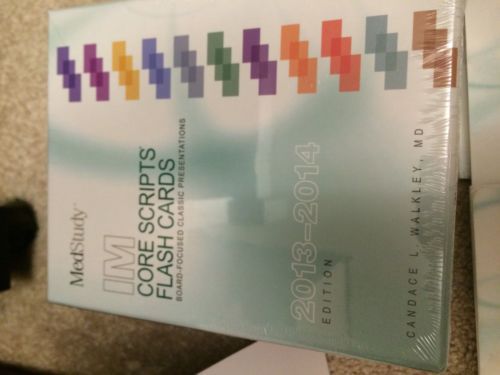 MedStudy®
IM
CORE SCRIPTS®
FLASH CARDS
BOARD-FOCUSED CLASSIC PRESENTATIONS
2013–2014
EDITION
CANDACE L. WALKLEY, MD